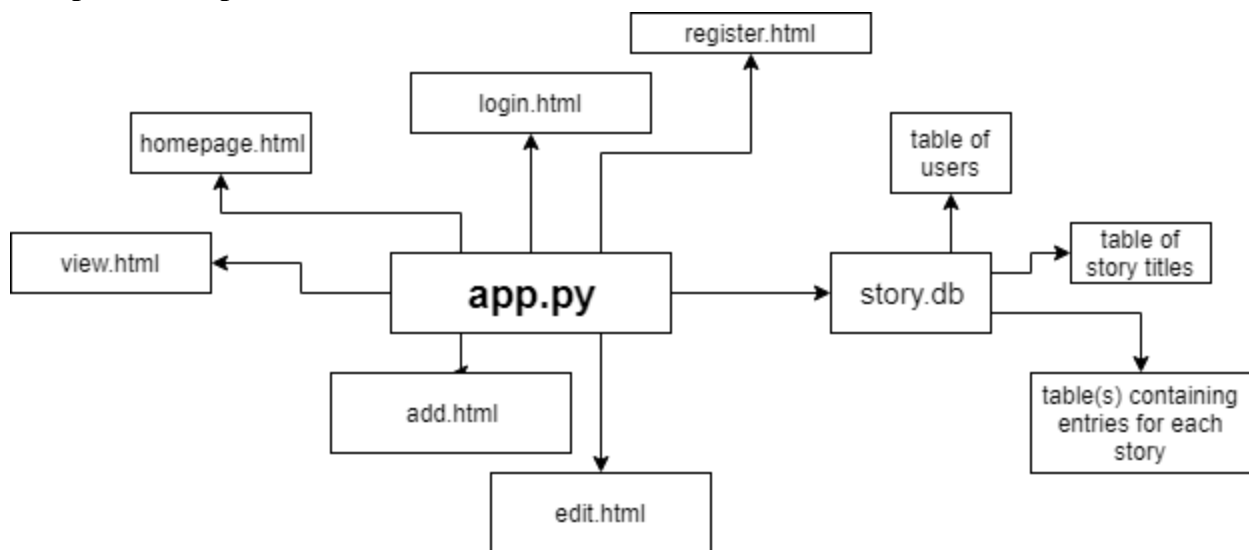 register.html
login.html
homepage.html
table of
users
view.html
app.py
story.db
table of
story titles
add.html
table(s) containing
entries for each
story
edit.html